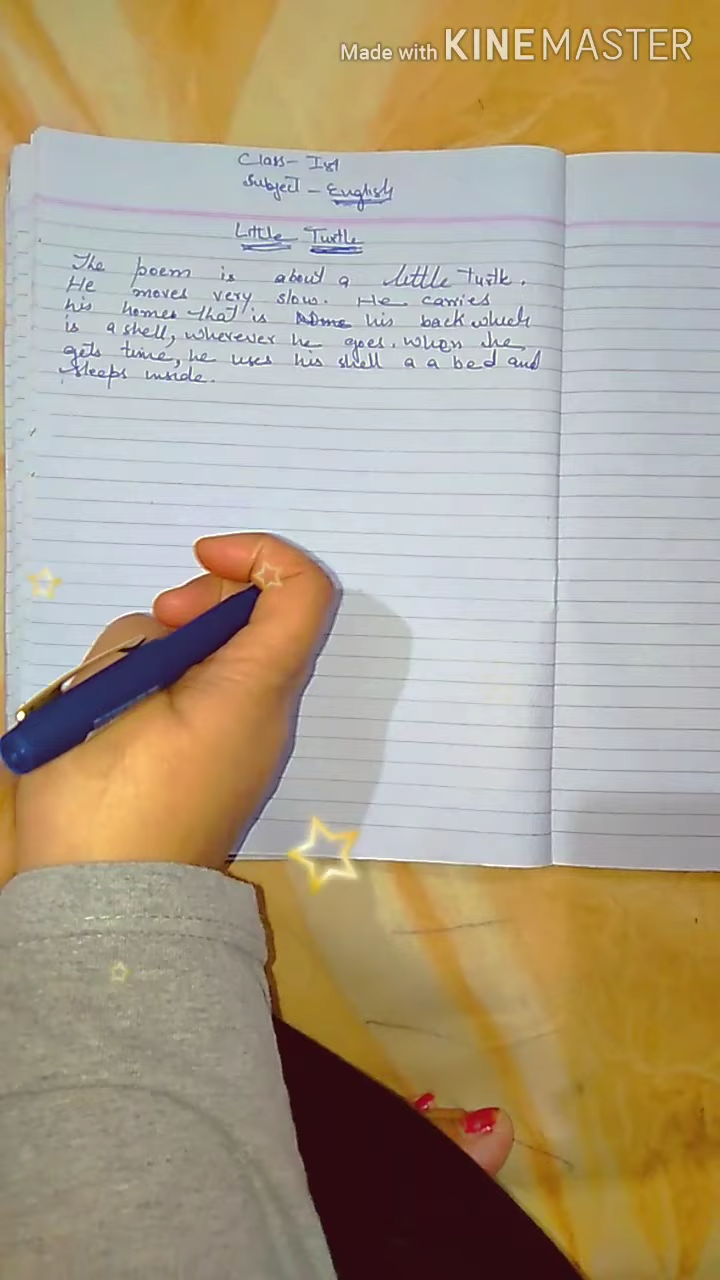 Made with KINEMASTER
Class- Ist
Subject - English
Little Turtle
The poem is about a little turtle.
He moves very slow. He carries
his home that is his back which
is a shell, wherever he goes. when he
gets time, he uses his shell a a bed and
sleeps inside.